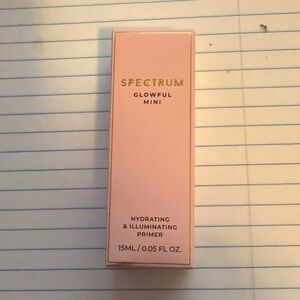 SPECTRUM
GLOWFUL
MINI
HYDRATING
& ILLUMINATING
PRIMER
15ML / 0.05 FL OZ.